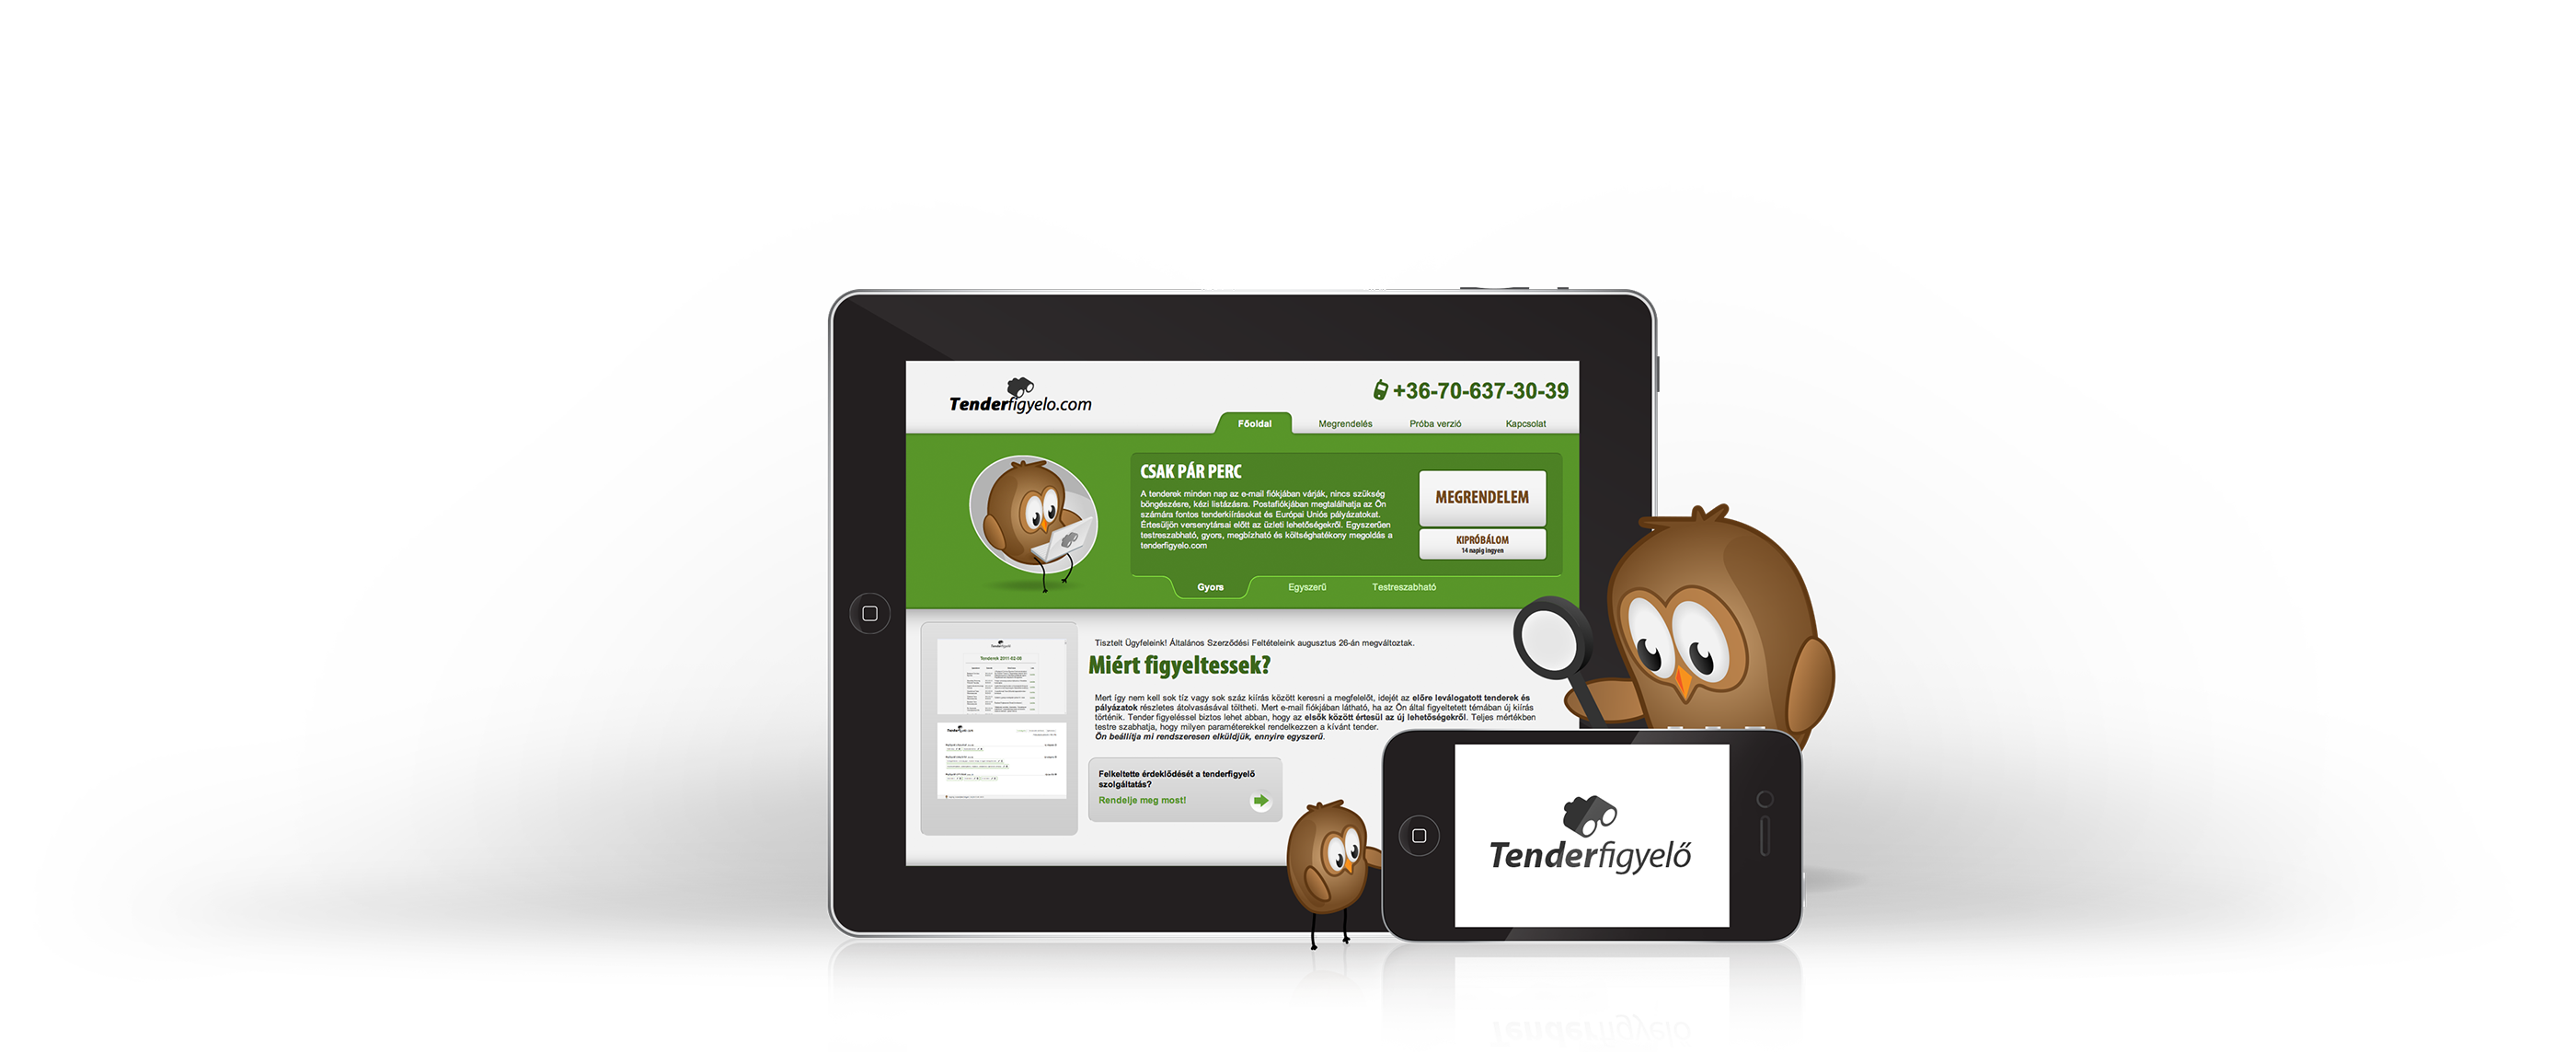 Tenderfigyelo.com
+36-70-637-30-39
Főoldal Megrendelés Próba verzió Kapcsolat
CSAK PÁR PERC
A tenderek minden nap az e-mail fiókjában várják, nincs szükség
böngészésre, kézi listázásra. Postafiókjában megtalálhatja az Ön
számára fontos tenderkiírásokat és Európai Uniós pályázatokat.
Értesüljön versenytársai előtt az üzleti lehetőségekről. Egyszerűen
testreszabható, gyors, megbízható és költséghatékony megoldás a
tenderfigyelo.com
MEGRENDELEM
KIPRÓBÁLOM
14 napig ingyen
Gyors Egyszerű Testreszabható
Tenderfigyelő
Tenderek 2011-02-08
Tenderfigyelo.com
Tisztelt Ügyfeleink! Általános Szerződési Feltételeink augusztus 26-án megváltoztak.
Miért figyeltessek?
Mert így nem kell sok tíz vagy sok száz kiírás között keresni a megfelelőt, idejét az előre leválogatott tenderek és
pályázatok részletes átolvasásával töltheti. Mert e-mail fiókjában látható, ha az Ön által figyeltetett témában új kiírás
történik. Tender figyeléssel biztos lehet abban, hogy az elsők között értesül az új lehetőségekről. Teljes mértékben
testre szabhatja, hogy milyen paraméterekkel rendelkezzen a kívánt tender.
Ön beállítja mi rendszeresen elküldjük, ennyire egyszerű.
Felkeltette érdeklődését a tenderfigyelő
szolgáltatás?
Rendelje meg most!
Tenderfigyelő